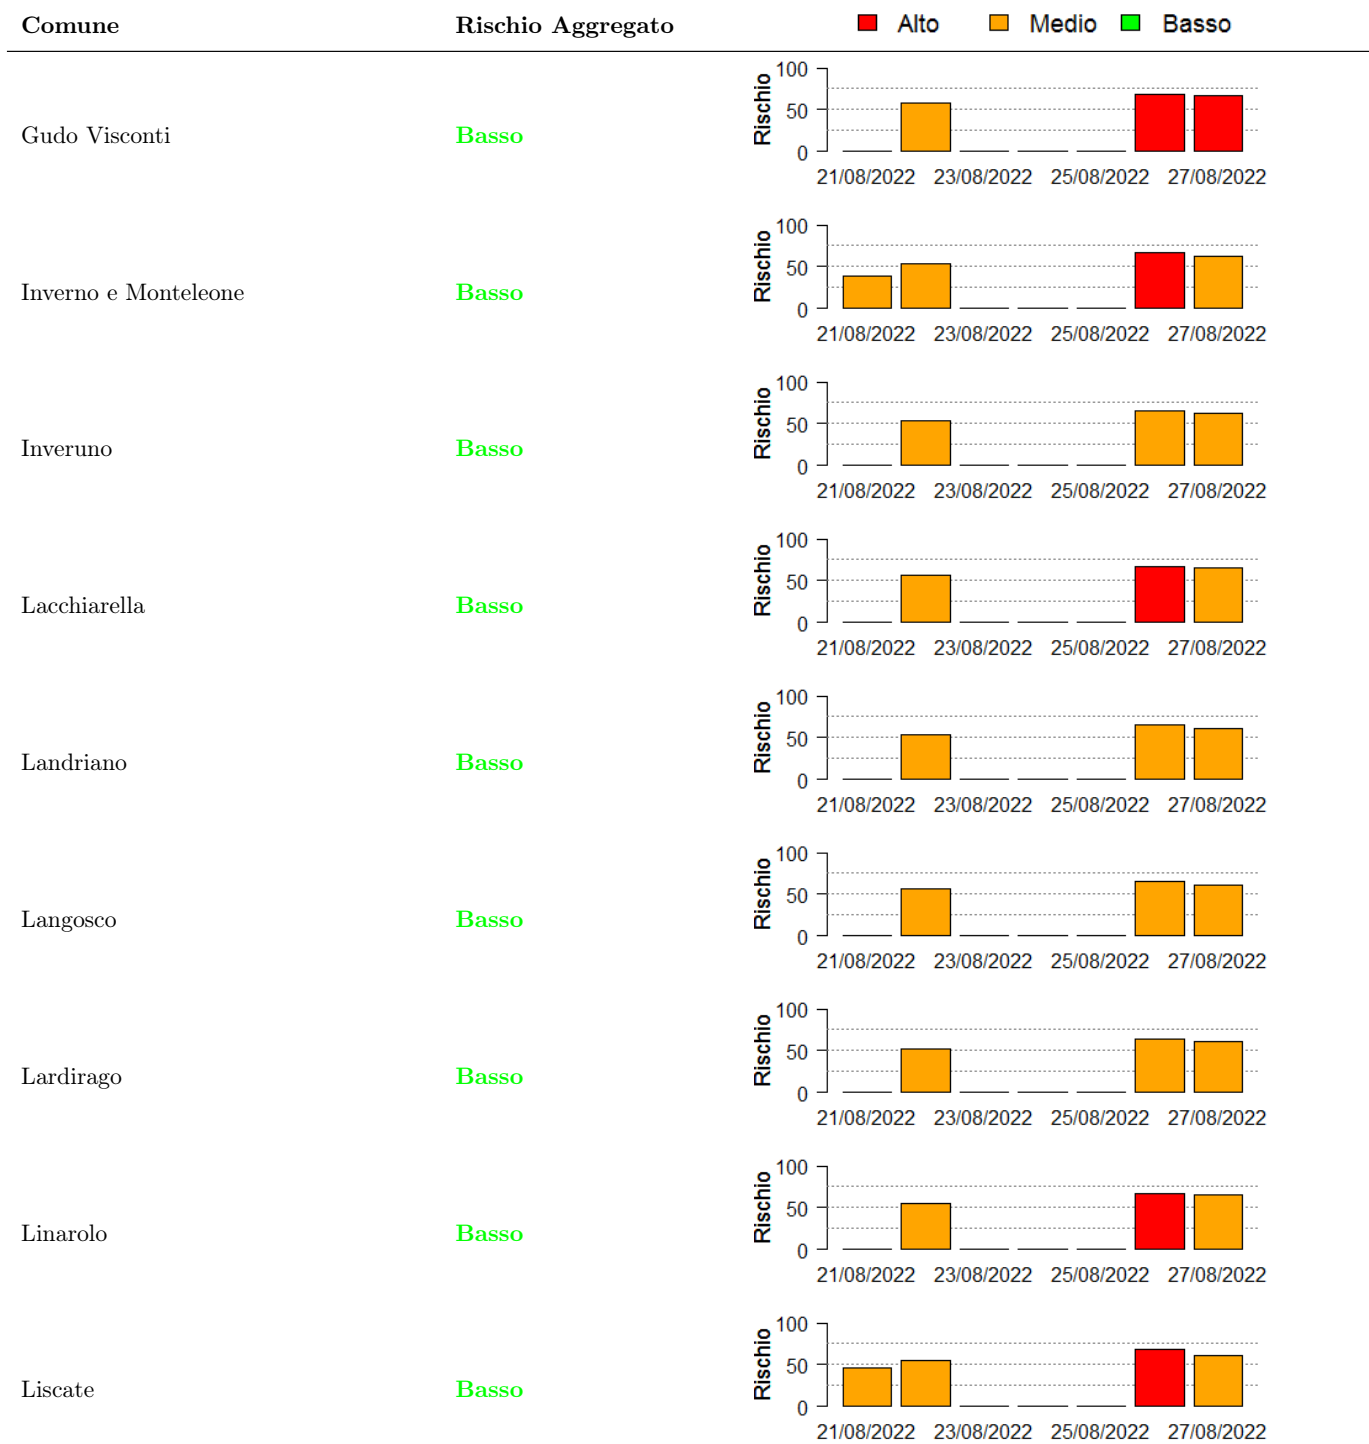 Comune Rischio Aggregato Alto Medio Basso
100
50
0
Rischio
Gudo Visconti Basso
21/08/2022 23/08/2022 25/08/2022 27/08/2022
100
50
0
Rischio
Inverno e Monteleone Basso
21/08/2022 23/08/2022 25/08/2022 27/08/2022
100
50
0
Rischio
Inveruno Basso
21/08/2022 23/08/2022 25/08/2022 27/08/2022
100
50
0
Rischio
Lacchiarella Basso
21/08/2022 23/08/2022 25/08/2022 27/08/2022
100
50
0
Rischio
Landriano Basso
21/08/2022 23/08/2022 25/08/2022 27/08/2022
100
50
0
Rischio
Langosco Basso
21/08/2022 23/08/2022 25/08/2022 27/08/2022
100
50
0
Rischio
Lardirago Basso
21/08/2022 23/08/2022 25/08/2022 27/08/2022
100
50
0
Rischio
Linarolo Basso
21/08/2022 23/08/2022 25/08/2022 27/08/2022
100
50
0
Rischio
Liscate Basso
21/08/2022 23/08/2022 25/08/2022 27/08/2022